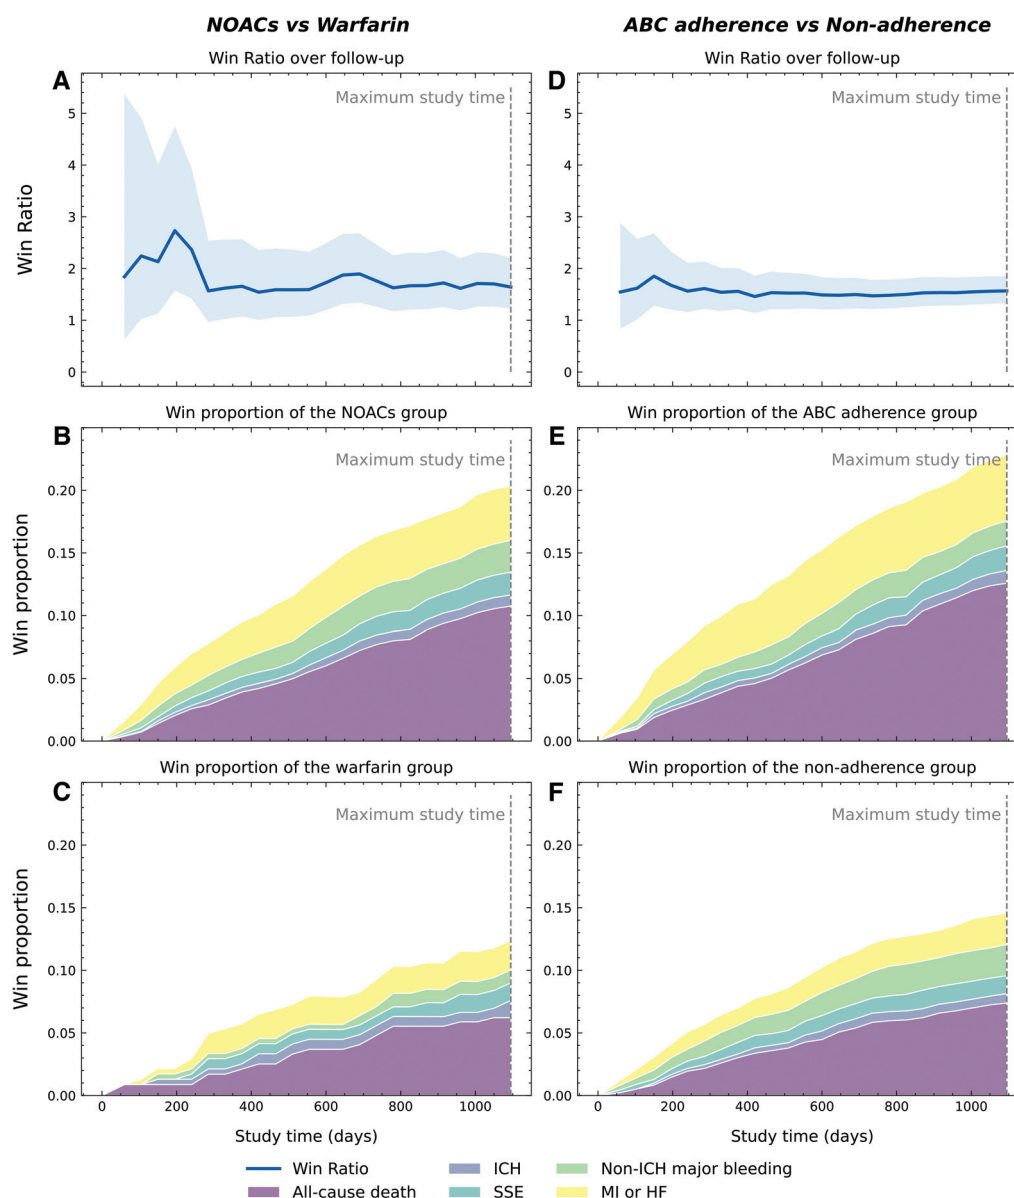 NOACs vs Warfarin
ABC adherence vs Non-adherence
A
Win Ratio over follow-up
Maximum study time
5
4
3
2
1
0
Win Ratio
D
Win Ratio over follow-up
Maximum study time
5
4
3
2
1
0
B
Win proportion of the NOACs group
Maximum study time
0.20
0.15
0.10
0.05
0.00
Win proportion
E
Win proportion of the ABC adherence group
Maximum study time
0.20
0.15
0.10
0.05
0.00
C
Win proportion of the warfarin group
Maximum study time
0.20
0.15
0.10
0.05
0.00
Win proportion
0 200 400 600 800 1000
Study time (days)
F
Win proportion of the non-adherence group
Maximum study time
0.20
0.15
0.10
0.05
0.00
0 200 400 600 800 1000
Study time (days)
Win Ratio
ICH
Non-ICH major bleeding
All-cause death
SSE
MI or HF